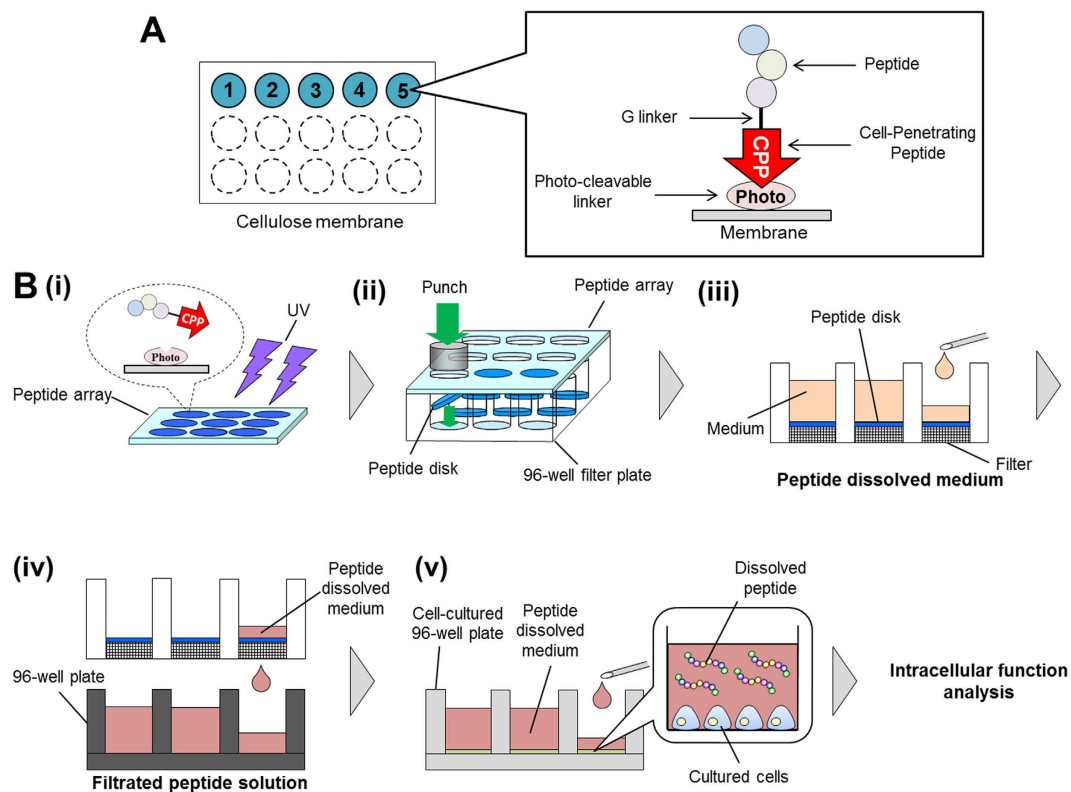 A
1 2 3 4 5
Cellulose membrane
Peptide
G linker
CPP
Cell-Penetrating
Peptide
Photo-cleavable
linker
Photo
Membrane
B (i)
CPP
Photo
UV
Peptide array
(ii)
Punch
Peptide array
Peptide disk
96-well filter plate
(iii)
Peptide disk
Medium
Filter
Peptide dissolved medium
(iv)
Peptide
dissolved
medium
96-well plate
Filtrated peptide solution
(v)
Cell-cultured
96-well plate
Peptide
dissolved
medium
Dissolved
peptide
Cultured cells
Intracellular function
analysis